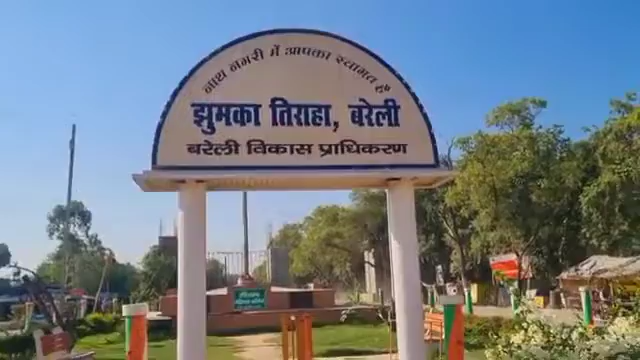 नाथ नगरी में आपका स्वागत है
झुमका तिराहा, बरेली
बरेली विकास प्राधिकरण